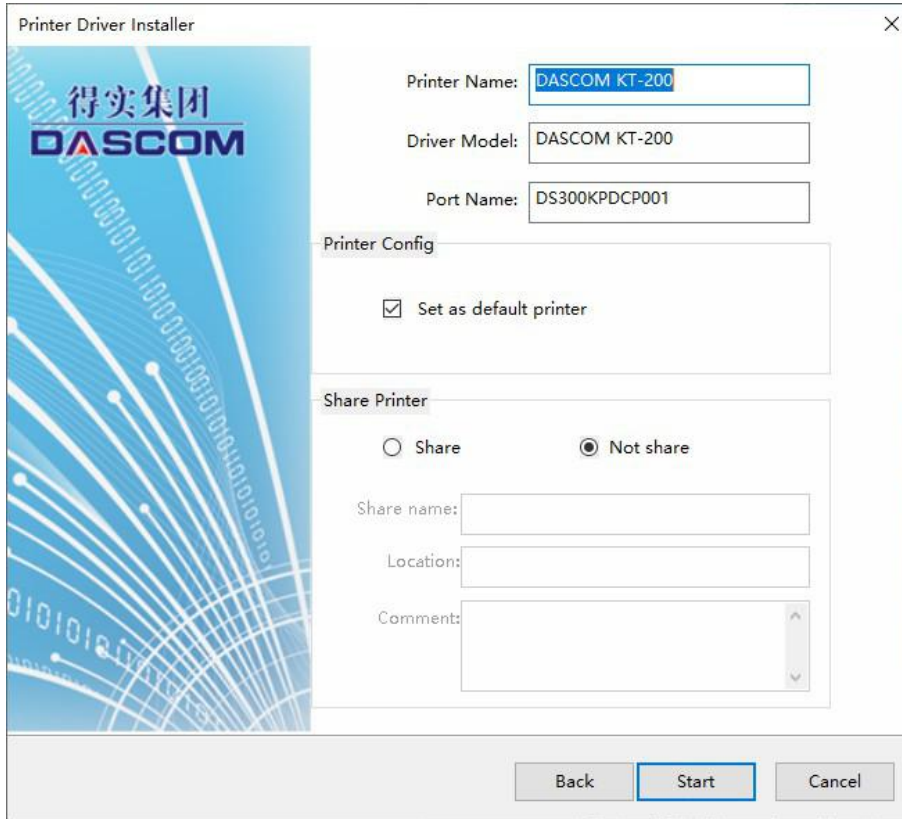 Printer Driver Installer
得实集团
DASCOM
Printer Name: DASCOM KT-200
Driver Model: DASCOM KT-200
Port Name: DS300KPDCP001
Printer Config
Set as default printer
Share Printer
Share Not share
Share name:
Location:
Comment:
Back Start Cancel